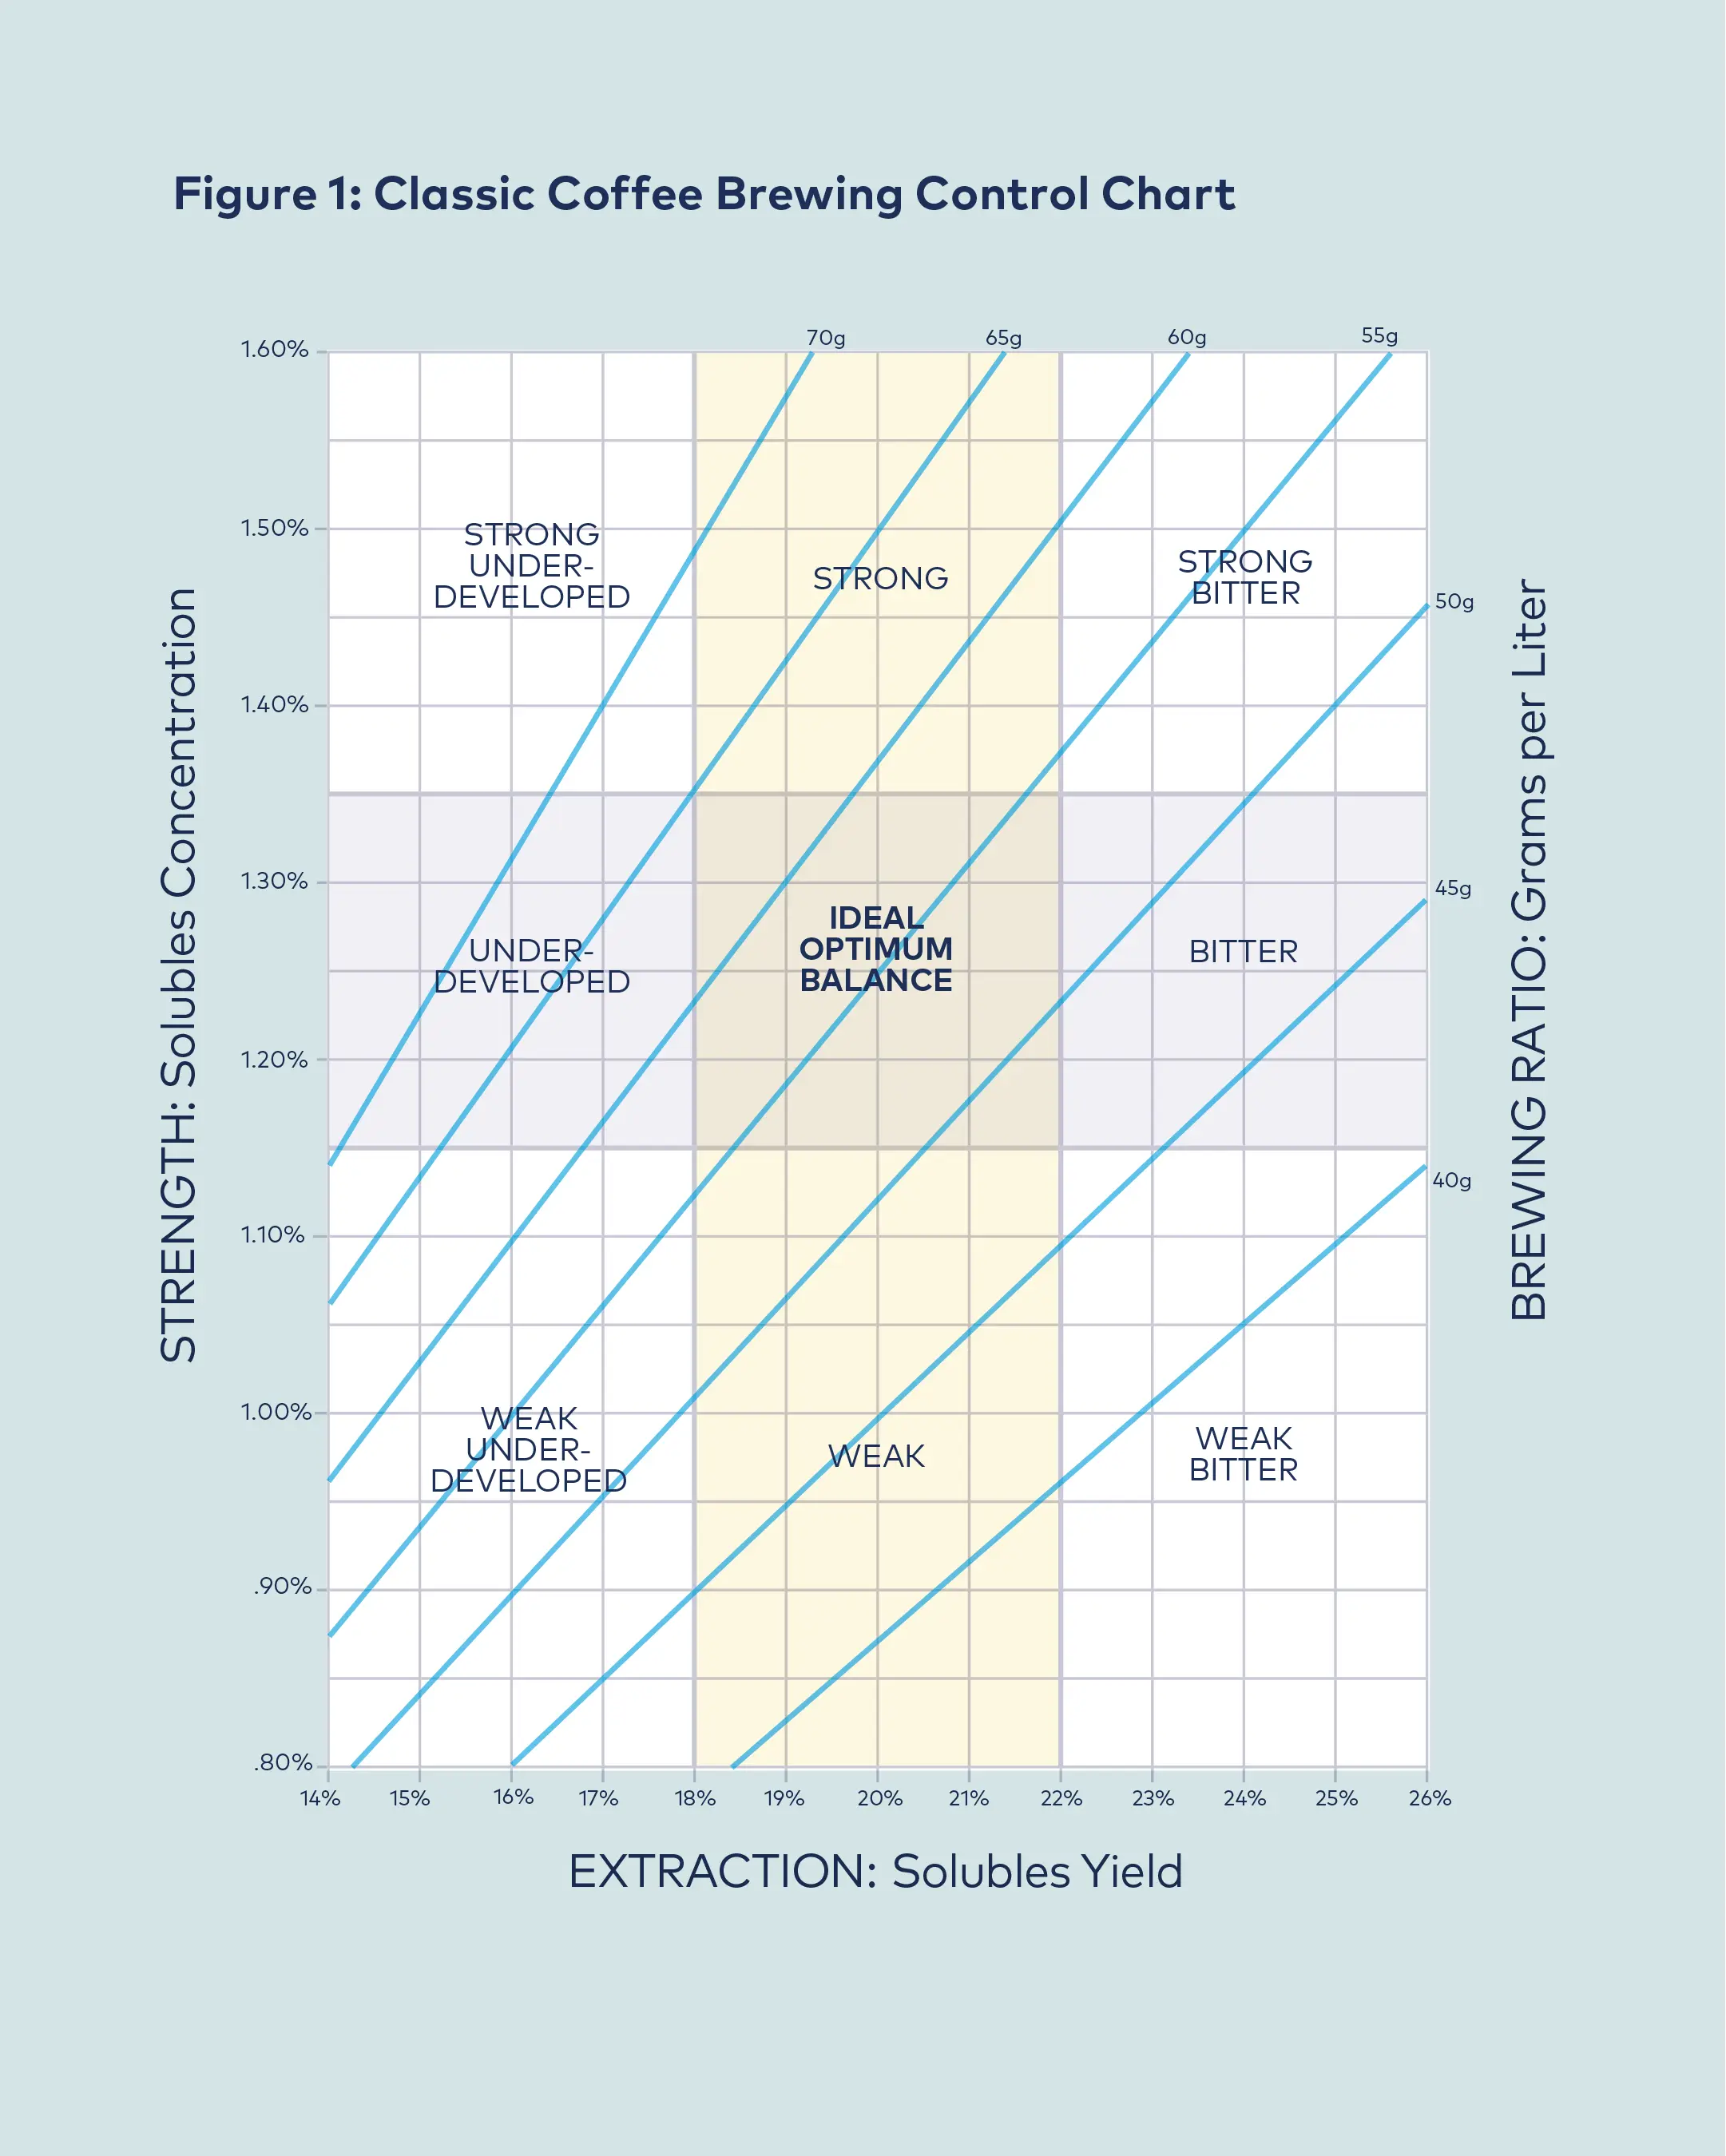 Figure 1: Classic Coffee Brewing Control Chart
70g
65g
60g
55g
1.60%
1.50%
1.40%
1.30%
1.20%
1.10%
1.00%
.90%
.80%
STRENGTH: Solubles Concentration
STRONG
UNDER-
DEVELOPED
STRONG
STRONG
BITTER
UNDER-
DEVELOPED
IDEAL
OPTIMUM
BALANCE
BITTER
WEAK
UNDER-
DEVELOPED
WEAK
WEAK
BITTER
50g
45g
40g
BREWING RATIO: Grams per Liter
14%
15%
16%
17%
18%
19%
20%
21%
22%
23%
24%
25%
26%
EXTRACTION: Solubles Yield